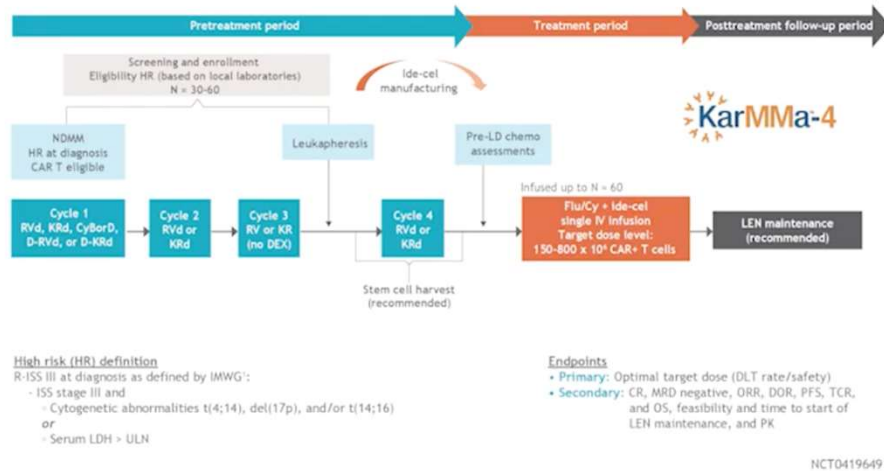 Pretreatment period
Treatment period
Posttreatment follow-up period
Screening and enrollment
Eligibility HR (based on local laboratories)
N = 30-60
Ide-cel
manufacturing
KarMMa-4
NDMM
HR at diagnosis
CAR T eligible
Leukapheresis
Pre-LD chemo
assessments
Infused up to N = 60
Cycle 1
RVd, KRd, CyBorD,
D-RVd, or D-KRd
Cycle 2
RVd or
KRd
Cycle 3
RV or KR
(no DEX)
Cycle 4
RVd or
KRd
Flu/Cy + ide-cel
single IV infusion
Target dose level:
150-800 x 10⁶ CAR+ T cells
LEN maintenance
(recommended)
Stem cell harvest
(recommended)
High risk (HR) definition
R-ISS III at diagnosis as defined by IMWG¹:
- ISS stage III and
▫ Cytogenetic abnormalities t(4;14), del(17p), and/or t(14;16)
or
▫ Serum LDH > ULN
Endpoints
• Primary: Optimal target dose (DLT rate/safety)
• Secondary: CR, MRD negative, ORR, DOR, PFS, TCR,
and OS, feasibility and time to start of
LEN maintenance, and PK
NCT0419649